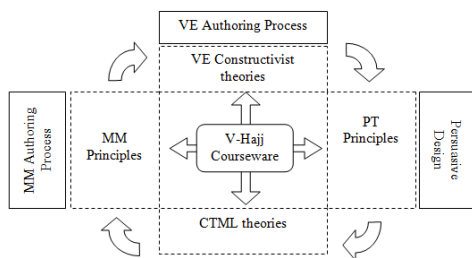 VE Authoring Process
VE Constructivist
theories
MM Authoring
Process
MM
Principles
V-Hajj
Courseware
PT
Principles
Persuasive
Design
CTML theories